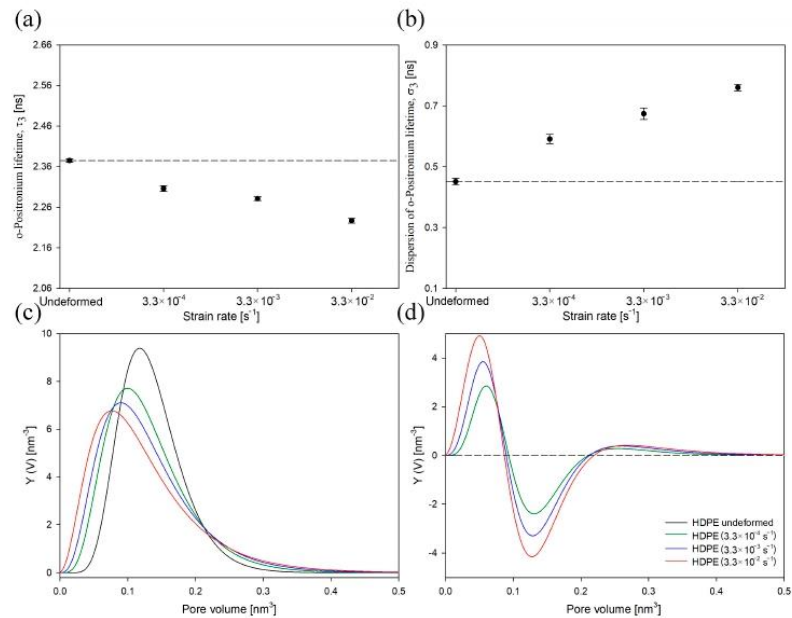 (a)
o-Positronium lifetime, τ3 [ns]
2.66
2.56
2.46
2.36
2.26
2.16
2.06
Undeformed 3.3×10⁻⁴ 3.3×10⁻³ 3.3×10⁻²
Strain rate [s⁻¹]
(b)
Dispersion of o-Positronium lifetime, σ3 [ns]
0.9
0.7
0.5
0.3
0.1
Undeformed 3.3×10⁻⁴ 3.3×10⁻³ 3.3×10⁻²
Strain rate [s⁻¹]
(c)
Y (V) [nm⁻³]
10
8
6
4
2
0
0.0 0.1 0.2 0.3 0.4 0.5
Pore volume [nm³]
(d)
Y (V) [nm⁻³]
4
2
0
-2
-4
HDPE undeformed
HDPE (3.3×10⁻⁴ s⁻¹)
HDPE (3.3×10⁻³ s⁻¹)
HDPE (3.3×10⁻² s⁻¹)
0.0 0.1 0.2 0.3 0.4 0.5
Pore volume [nm³]